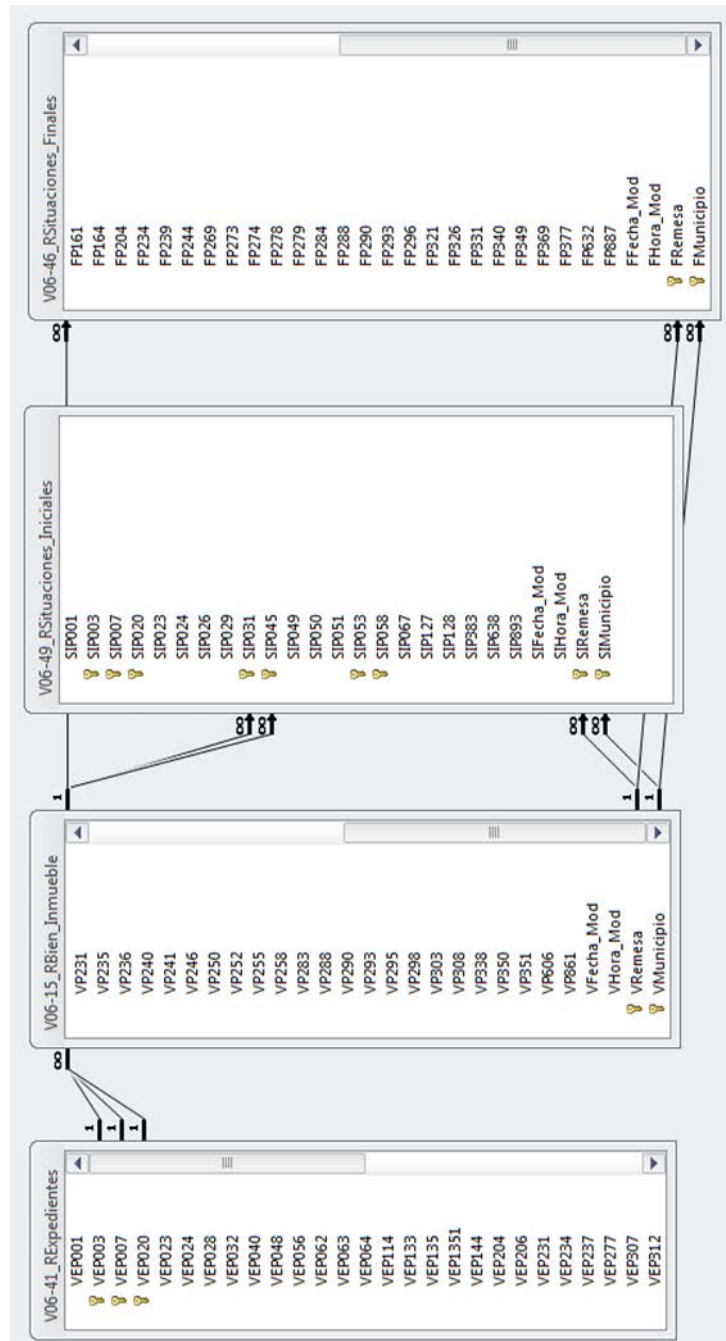 V06-41_RExpedientes
VEP001
VEP003
VEP007
VEP020
VEP023
VEP024
VEP028
VEP032
VEP040
VEP048
VEP056
VEP062
VEP063
VEP064
VEP114
VEP133
VEP135
VEP1351
VEP144
VEP204
VEP206
VEP231
VEP234
VEP237
VEP277
VEP307
VEP312
1
1
1
∞
V06-15_RBien_Inmueble
VP231
VP235
VP236
VP240
VP241
VP246
VP250
VP252
VP255
VP258
VP283
VP288
VP290
VP293
VP295
VP298
VP303
VP308
VP338
VP350
VP351
VP606
VP861
VFecha_Mod
VHora_Mod
VRemesa
VMunicipio
1
1
1
∞
∞
∞
∞
V06-49_RSituaciones_Iniciales
SIP001
SIP003
SIP007
SIP020
SIP023
SIP024
SIP026
SIP029
SIP031
SIP045
SIP049
SIP050
SIP051
SIP053
SIP058
SIP067
SIP127
SIP128
SIP383
SIP638
SIP893
SIFecha_Mod
SIHora_Mod
SIRemesa
SIMunicipio
∞
∞
∞
V06-46_RSituaciones_Finales
FP161
FP164
FP204
FP234
FP239
FP244
FP269
FP273
FP274
FP278
FP279
FP284
FP288
FP290
FP293
FP296
FP321
FP326
FP331
FP340
FP349
FP369
FP377
FP632
FP887
FFecha_Mod
FHora_Mod
FRemesa
FMunicipio